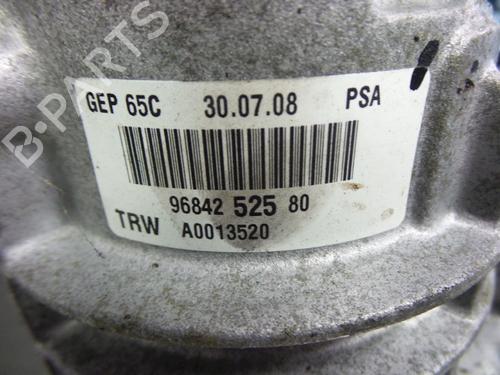 B-PARTS
GEP 65C 30.07.08 PSA
96842 525 80
TRW A0013520